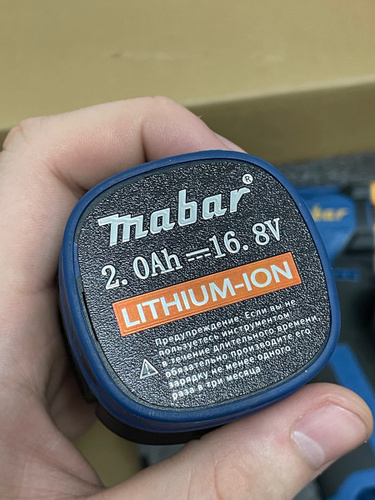 mabar®
2.0Ah⎓16.8V
LITHIUM-ION
Предупреждение. Если вы не
пользуетесь инструментом
в течение длительного времени,
обязательно производите его
зарядку не менее одного
раза в три месяца